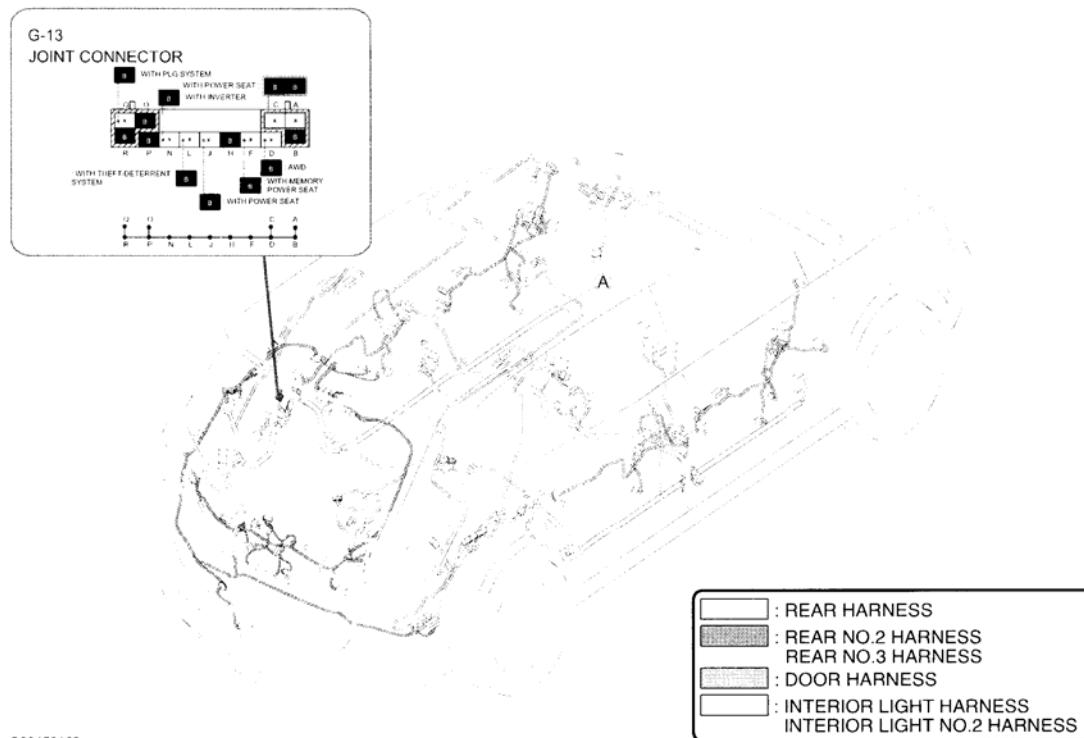 G-13
JOINT CONNECTOR
B WITH PLG SYSTEM
WITH POWER SEAT B B
B WITH INVERTER
Q O C A
B
B B B B
R P N L J H F D B
WITH THEFT-DETERRENT
SYSTEM
B
B AWD
B WITH MEMORY
POWER SEAT
B WITH POWER SEAT
Q O C A
R P N L J H F D B
A
: REAR HARNESS
: REAR NO.2 HARNESS
REAR NO.3 HARNESS
: DOOR HARNESS
: INTERIOR LIGHT HARNESS
INTERIOR LIGHT NO.2 HARNESS